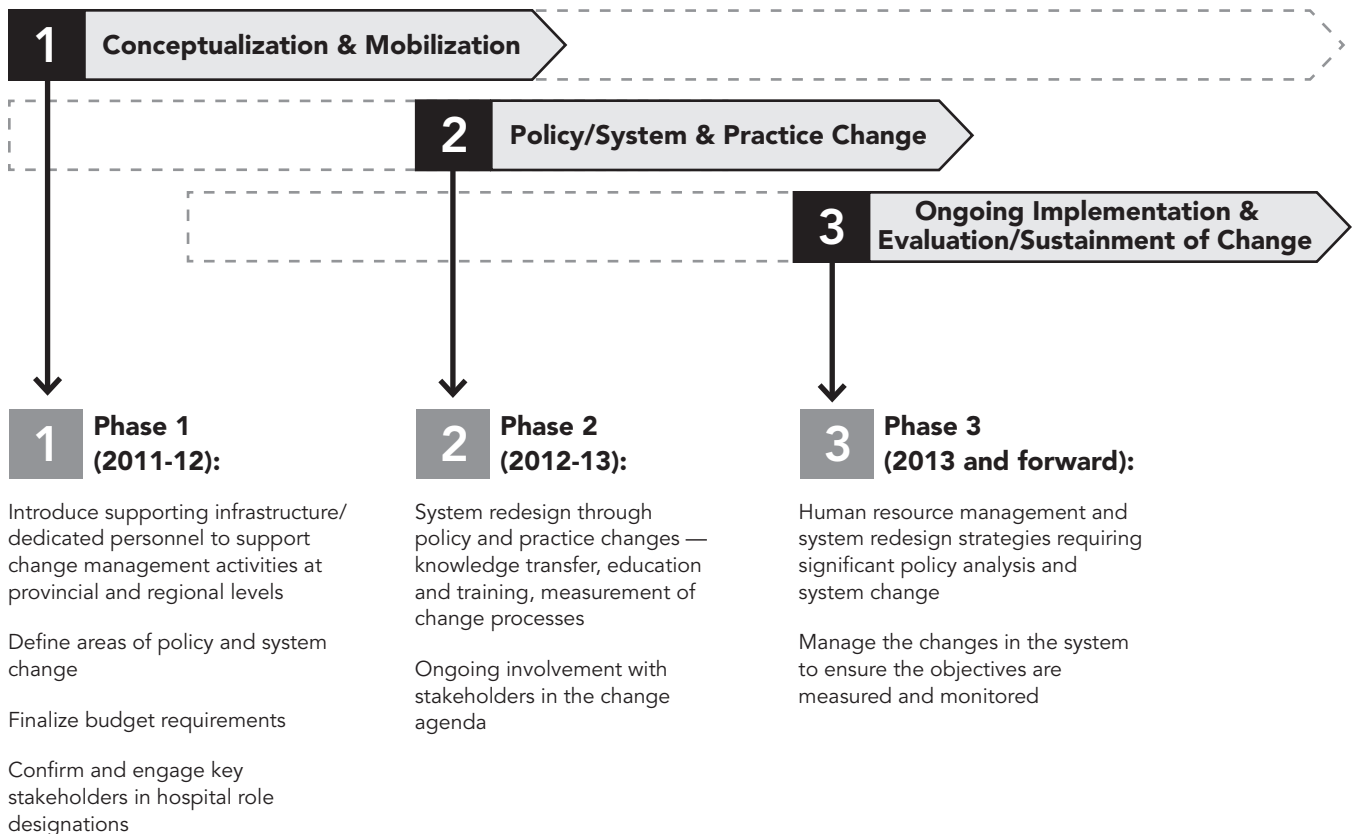 1
Conceptualization & Mobilization
2
Policy/System & Practice Change
3
Ongoing Implementation &
Evaluation/Sustainment of Change
1
Phase 1
(2011-12):
Introduce supporting infrastructure/
dedicated personnel to support
change management activities at
provincial and regional levels
Define areas of policy and system
change
Finalize budget requirements
Confirm and engage key
stakeholders in hospital role
designations
2
Phase 2
(2012-13):
System redesign through
policy and practice changes —
knowledge transfer, education
and training, measurement of
change processes
Ongoing involvement with
stakeholders in the change
agenda
3
Phase 3
(2013 and forward):
Human resource management and
system redesign strategies requiring
significant policy analysis and
system change
Manage the changes in the system
to ensure the objectives are
measured and monitored